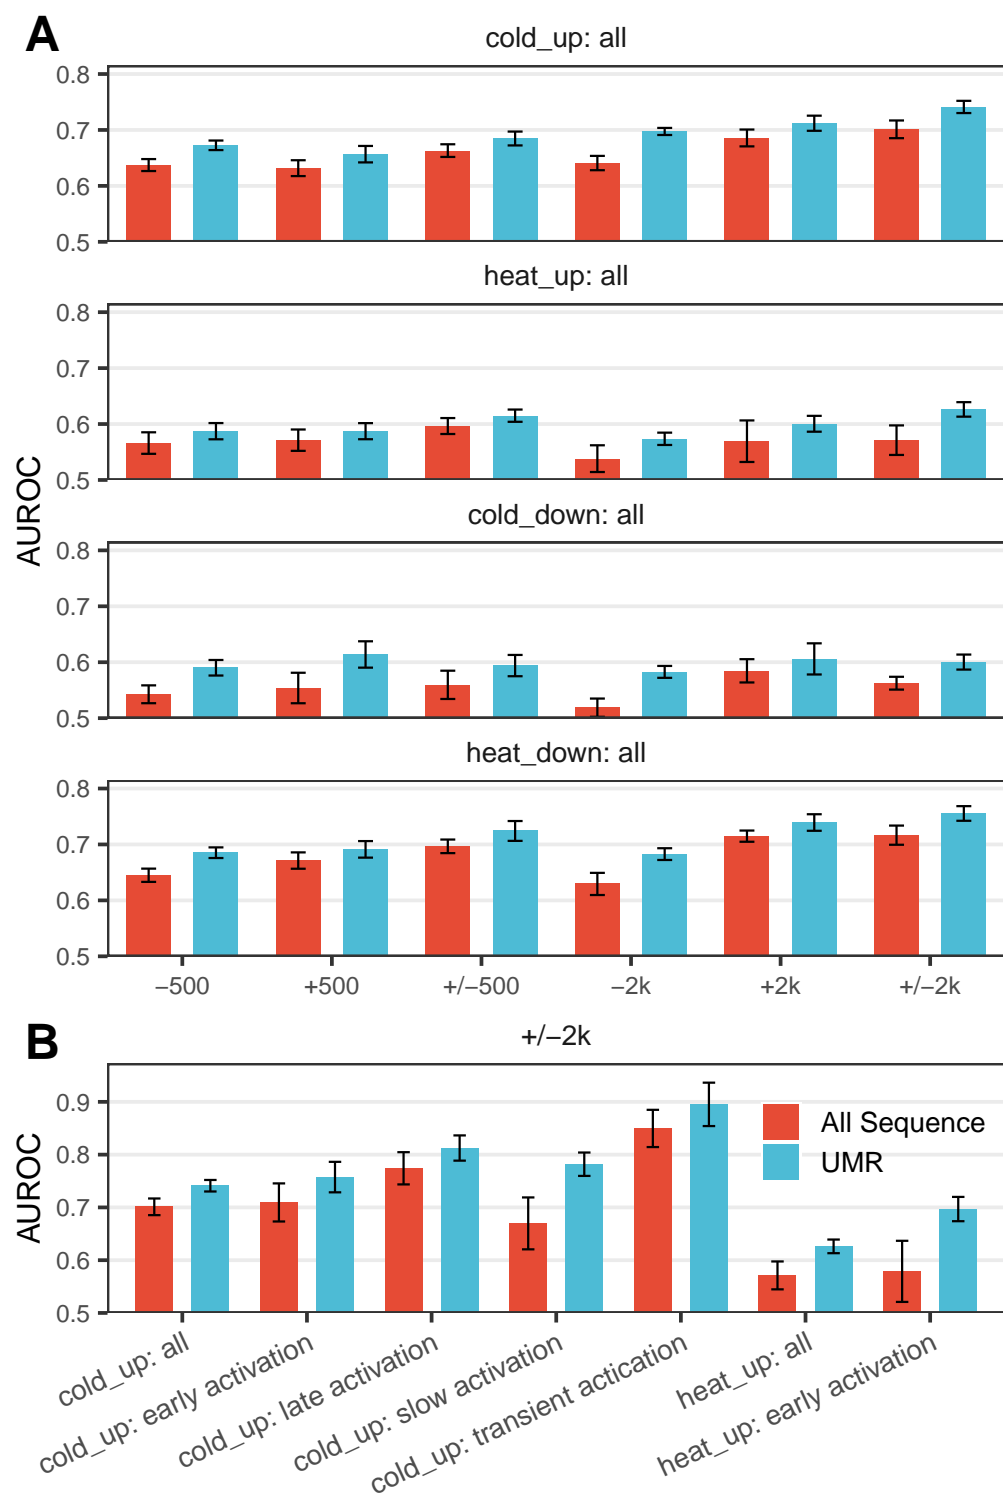 A
cold_up: all
0.8
0.7
0.6
0.5
heat_up: all
0.8
0.7
0.6
0.5
AUROC
cold_down: all
0.8
0.7
0.6
0.5
heat_down: all
0.8
0.7
0.6
0.5
−500 +500 +/−500 −2k +2k +/−2k
B
+/−2k
0.9
0.8
0.7
0.6
0.5
AUROC
All Sequence
UMR
cold_up: all
cold_up: early activation
cold_up: late activation
cold_up: slow activation
cold_up: transient actication
heat_up: all
heat_up: early activation